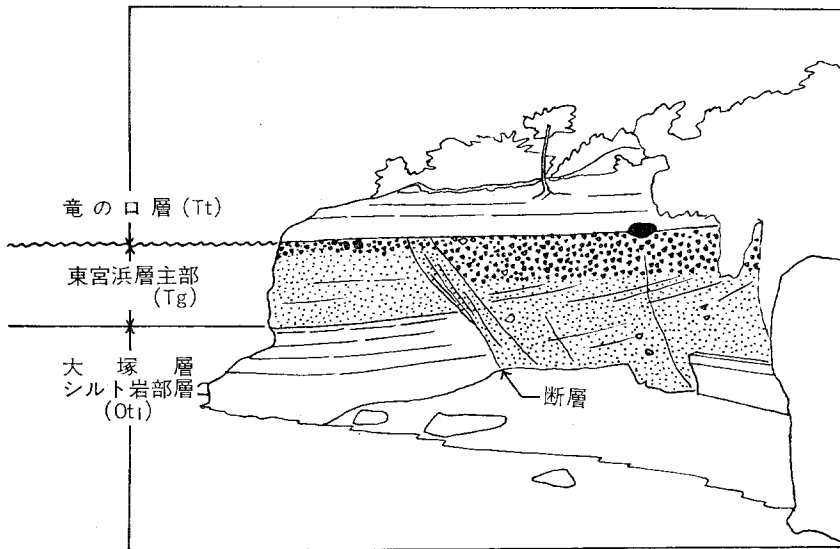 竜の口層 (Tt)
東宮浜層主部
(Tg)
大塚層
シルト岩部層
(Ot₁)
断層